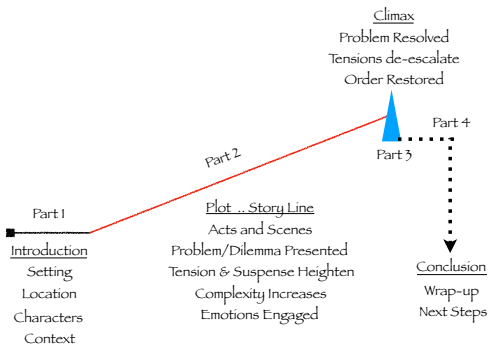 Climax
Problem Resolved
Tensions de-escalate
Order Restored
Part 4
Part 3
Part 2
Part 1
Introduction
Setting
Location
Characters
Context
Plot .. Story Line
Acts and Scenes
Problem/Dilemma Presented
Tension & Suspense Heighten
Complexity Increases
Emotions Engaged
Conclusion
Wrap-up
Next Steps